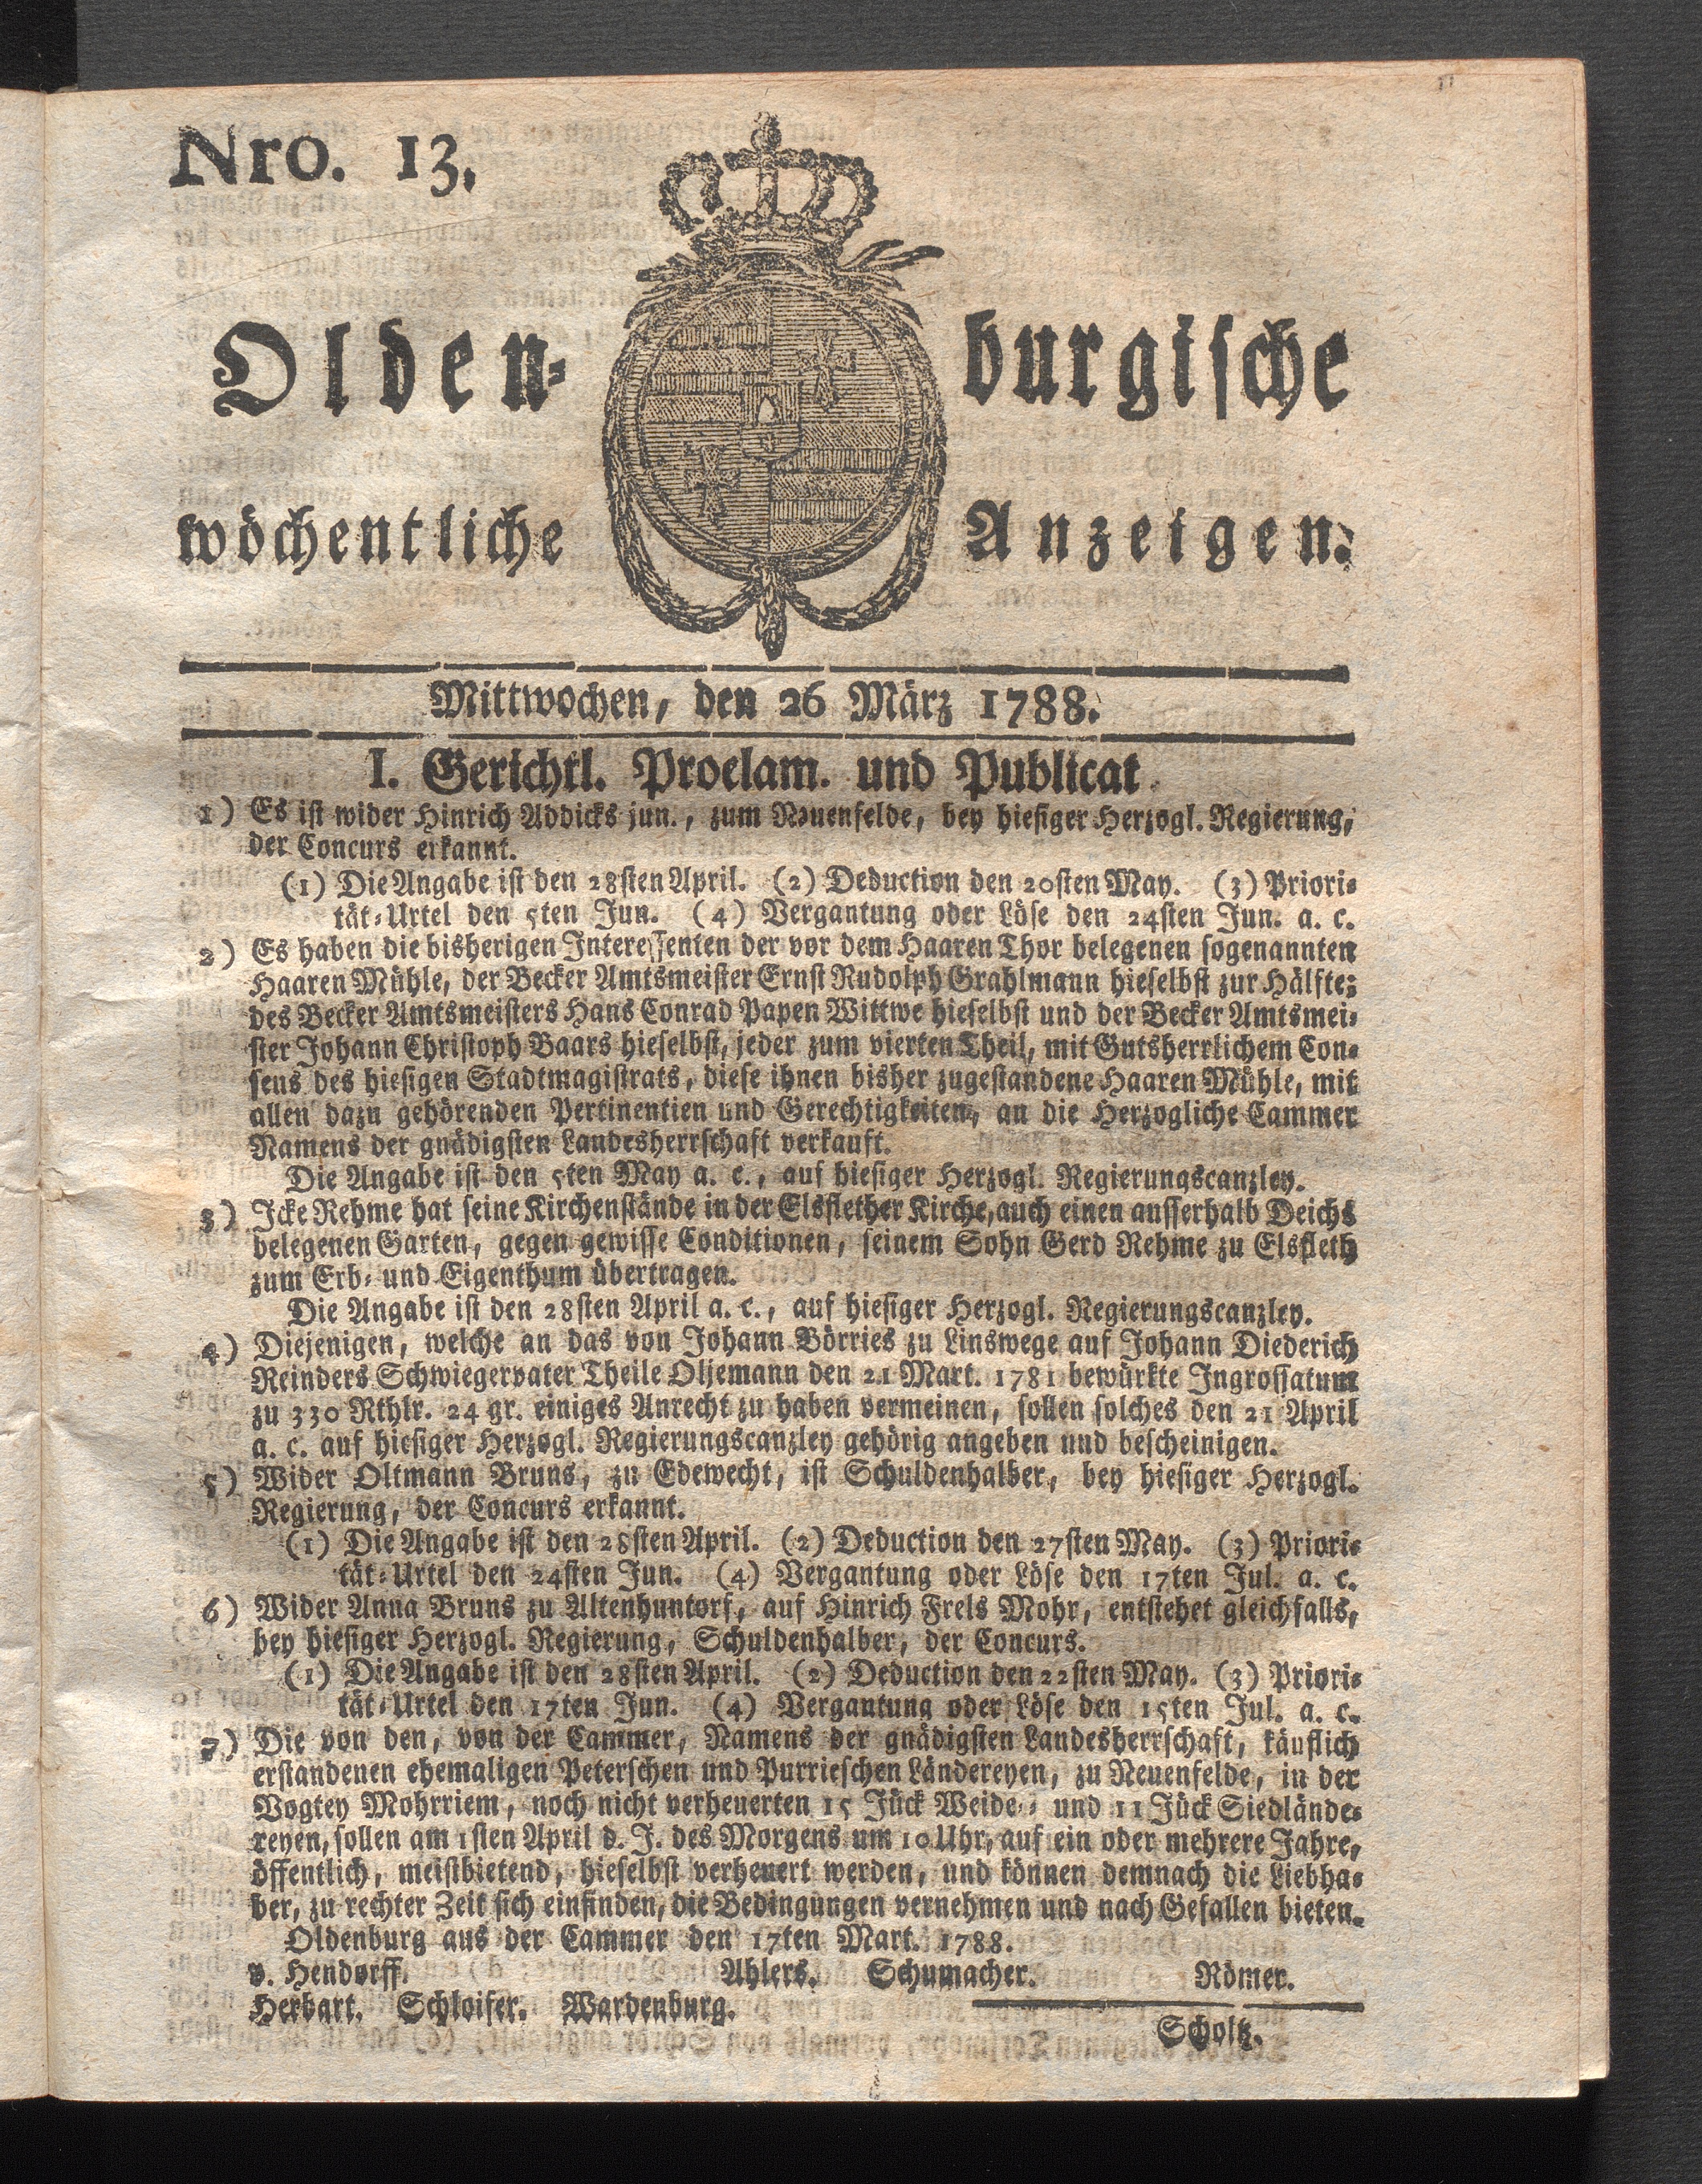 Nro. 13.
Olden-burgische
wöchentliche Anzeigen.
Mittwochen, den 26 März 1788.
I. Gerichtl. Proelam. und Publicat.
1) Es ist wider Hinrich Addicks jun., zum Neuenfelde, bey hiesiger Herzogl. Regierung,
der Concurs erkannt.
(1) Die Angabe ist den 28sten April. (2) Deduction den 20sten May. (3) Priori-
tät-Urtel den 5ten Jun. (4) Vergantung oder Löse den 24sten Jun. a. c.
2) Es haben die bisherigen Interessenten der vor dem Haaren Thor belegenen sogenannten
Haaren Mühle, der Becker Amtsmeister Ernst Rudolph Grahlmann hieselbst zur Hälfte;
des Becker Amtsmeisters Hans Conrad Papen Wittwe hieselbst und der Becker Amtsmei-
ster Johann Christoph Baars hieselbst, jeder zum vierten Theil, mit Gutsherrlichem Con-
sens des hiesigen Stadtmagistrats, diese ihnen bisher zugestandene Haaren Mühle, mit
allen dazu gehörenden Pertinentien und Gerechtigkeiten, an die Herzogliche Cammer
Namens der gnädigsten Landesherrschaft verkauft.
Die Angabe ist den 5ten May a. c., auf hiesiger Herzogl. Regierungscanzley.
3) Icke Rehme hat seine Kirchenstände in der Elsflether Kirche, auch einen ausserhalb Deichs
belegenen Garten, gegen gewisse Conditionen, seinem Sohn Gerd Rehme zu Elsfleth
zum Erb- und Eigenthum übertragen.
Die Angabe ist den 28sten April a. c., auf hiesiger Herzogl. Regierungscanzley.
4) Diejenigen, welche an das von Johann Börries zu Linswege auf Johann Diederich
Reinders Schwiegervater Theile Oljemann den 21 Mart. 1781 bewürkte Ingrossatum
zu 330 Rthlr. 24 gr. einiges Anrecht zu haben vermeinen, sollen solches den 21 April
a. c. auf hiesiger Herzogl. Regierungscanzley gehörig angeben und bescheinigen.
5) Wider Oltmann Bruns, zu Edewecht, ist Schuldenhalber, bey hiesiger Herzogl.
Regierung, der Concurs erkannt.
(1) Die Angabe ist den 28sten April. (2) Deduction den 27sten May. (3) Priori-
tät-Urtel den 24sten Jun. (4) Vergantung oder Löse den 17ten Jul. a. c.
6) Wider Anna Bruns zu Altenhuntorf, auf Hinrich Frels Mohr, entstehet gleichfalls,
bey hiesiger Herzogl. Regierung, Schuldenhalber, der Concurs.
(1) Die Angabe ist den 28sten April. (2) Deduction den 22sten May. (3) Priori-
tät-Urtel den 17ten Jun. (4) Vergantung oder Löse den 15ten Jul. a. c.
7) Die von den, von der Cammer, Namens der gnädigsten Landesherrschaft, käuflich
erstandenen ehemaligen Peterschen und Purrieschen Ländereyen, zu Neuenfelde, in der
Vogtey Mohrriem, noch nicht verheuerten 15 Jück Weide- und 11 Jück Siedlände-
reyen, sollen am 1sten April d. J. des Morgens um 10 Uhr, auf ein oder mehrere Jahre,
öffentlich, meistbietend, hieselbst verheuert werden, und können demnach die Liebha-
ber, zu rechter Zeit sich einfinden, die Bedingungen vernehmen und nach Gefallen bieten.
Oldenburg aus der Cammer den 17ten Mart. 1788.
v. Hendorff. Ahlers. Schumacher. Römer.
Herbart. Schloifer. Wardenburg.
Scholtz.